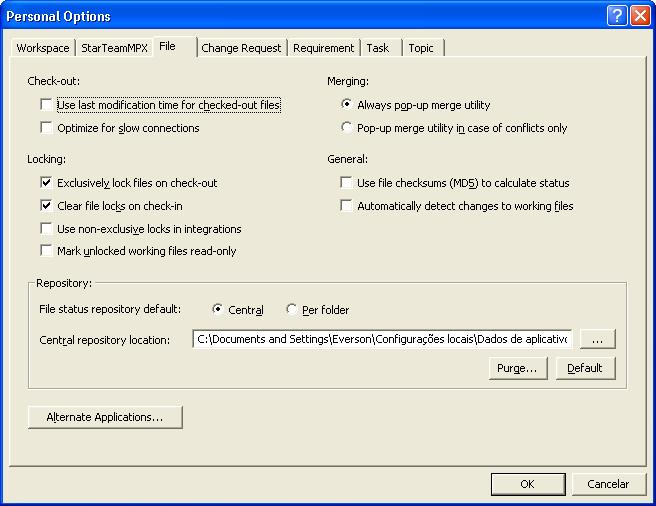 Personal Options
Workspace StarTeamMPX File Change Request Requirement Task Topic
Check-out:
Use last modification time for checked-out files
Optimize for slow connections
Merging:
Always pop-up merge utility
Pop-up merge utility in case of conflicts only
Locking:
Exclusively lock files on check-out
Clear file locks on check-in
Use non-exclusive locks in integrations
Mark unlocked working files read-only
General:
Use file checksums (MD5) to calculate status
Automatically detect changes to working files
Repository:
File status repository default: Central Per folder
Central repository location: C:\Documents and Settings\Everson\Configurações locais\Dados de aplicativo ...
Purge... Default
Alternate Applications...
OK Cancelar